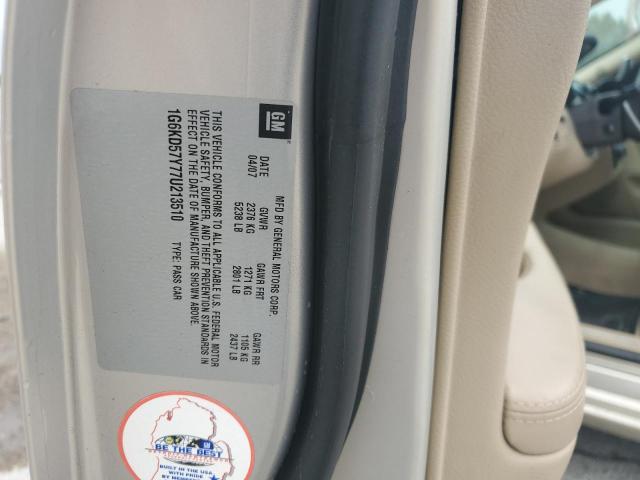 GM
MFD BY GENERAL MOTORS CORP.
DATE GVWR GAWR FRT GAWR RR
04/07 2376 KG 1271 KG 1105 KG
5238 LB 2801 LB 2437 LB
THIS VEHICLE CONFORMS TO ALL APPLICABLE U.S. FEDERAL MOTOR
VEHICLE SAFETY, BUMPER, AND THEFT PREVENTION STANDARDS IN
EFFECT ON THE DATE OF MANUFACTURE SHOWN ABOVE.
1G6KD57Y77U213510 TYPE: PASS CAR
BE THE BEST
BUILT IN THE USA
WITH PRIDE